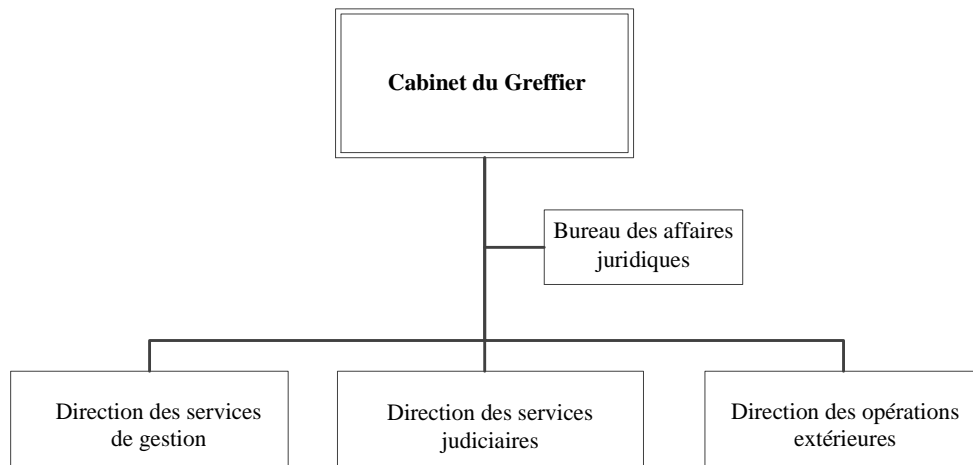 Cabinet du Greffier
Bureau des affaires
juridiques
Direction des services
de gestion
Direction des services
judiciaires
Direction des opérations
extérieures